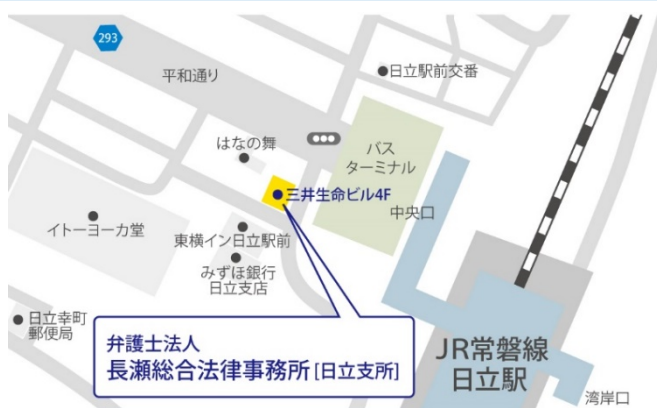 293
平和通り
日立駅前交番
はなの舞
バス
ターミナル
三井生命ビル4F
中央口
イトーヨーカ堂
東横イン日立駅前
みずほ銀行
日立支店
日立幸町
郵便局
弁護士法人
長瀬総合法律事務所 [日立支所]
JR常磐線
日立駅
湾岸口